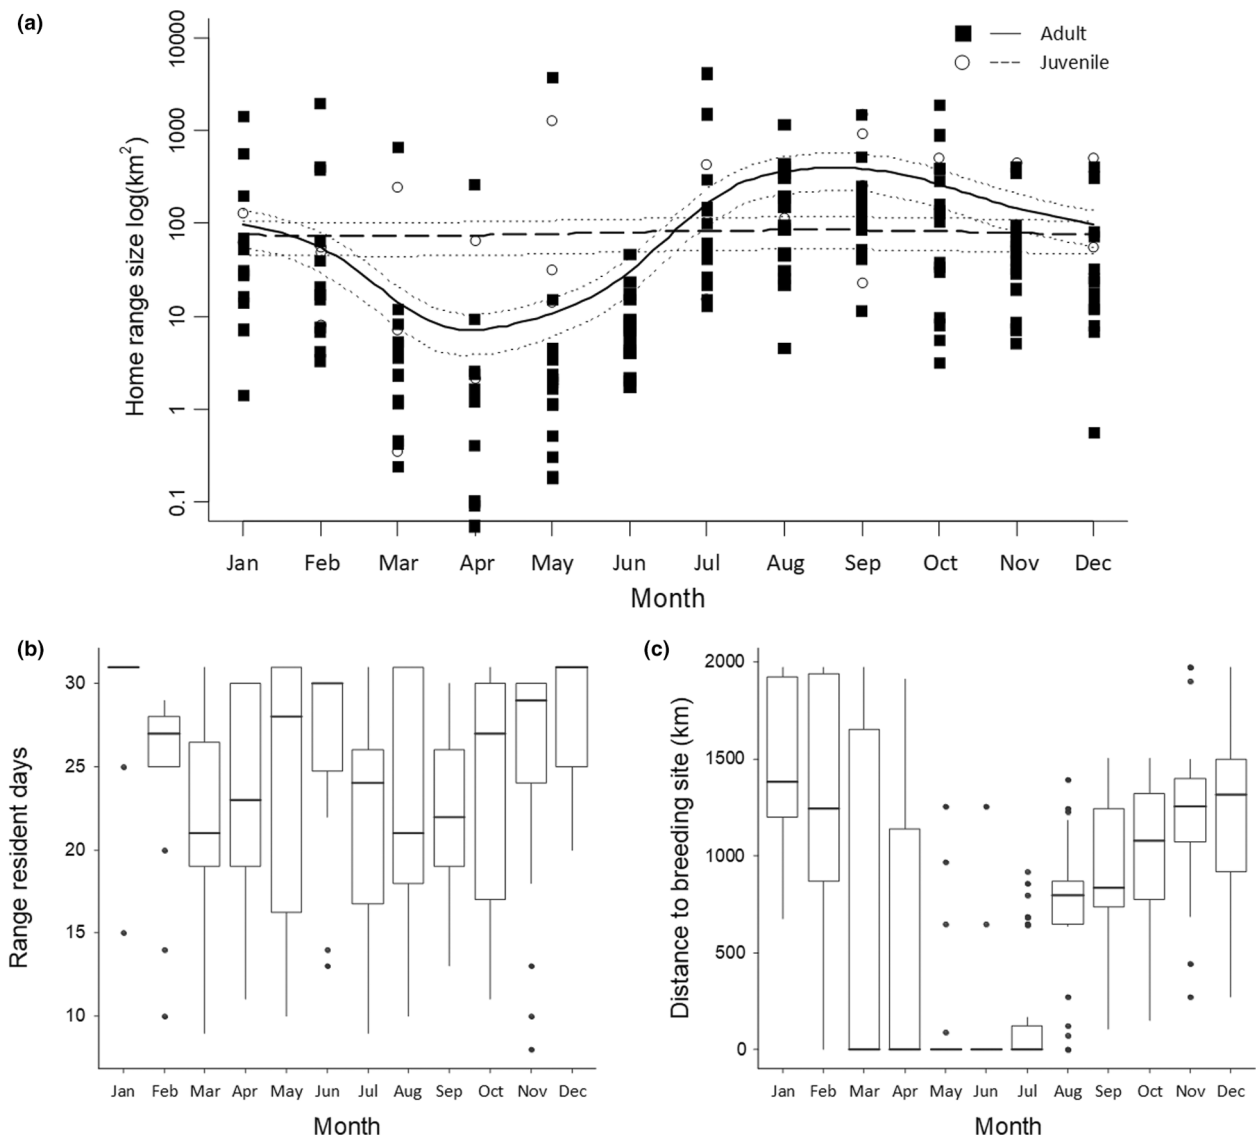 (a)
Adult
Juvenile
Home range size log(km²)
10000
1000
100
10
1
0.1
Jan Feb Mar Apr May Jun Jul Aug Sep Oct Nov Dec
Month
(b)
Range resident days
30
25
20
15
10
Jan Feb Mar Apr May Jun Jul Aug Sep Oct Nov Dec
Month
(c)
Distance to breeding site (km)
2000
1500
1000
500
0
Jan Feb Mar Apr May Jun Jul Aug Sep Oct Nov Dec
Month